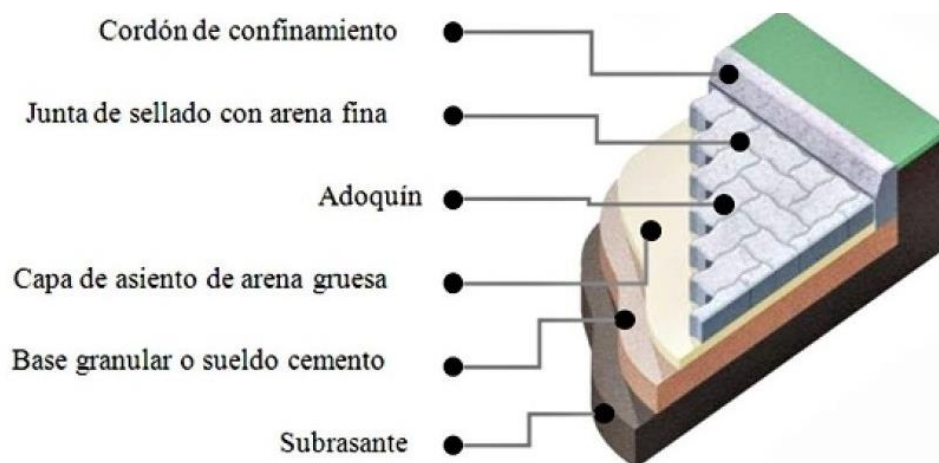 Cordón de confinamiento
Junta de sellado con arena fina
Adoquín
Capa de asiento de arena gruesa
Base granular o sueldo cemento
Subrasante